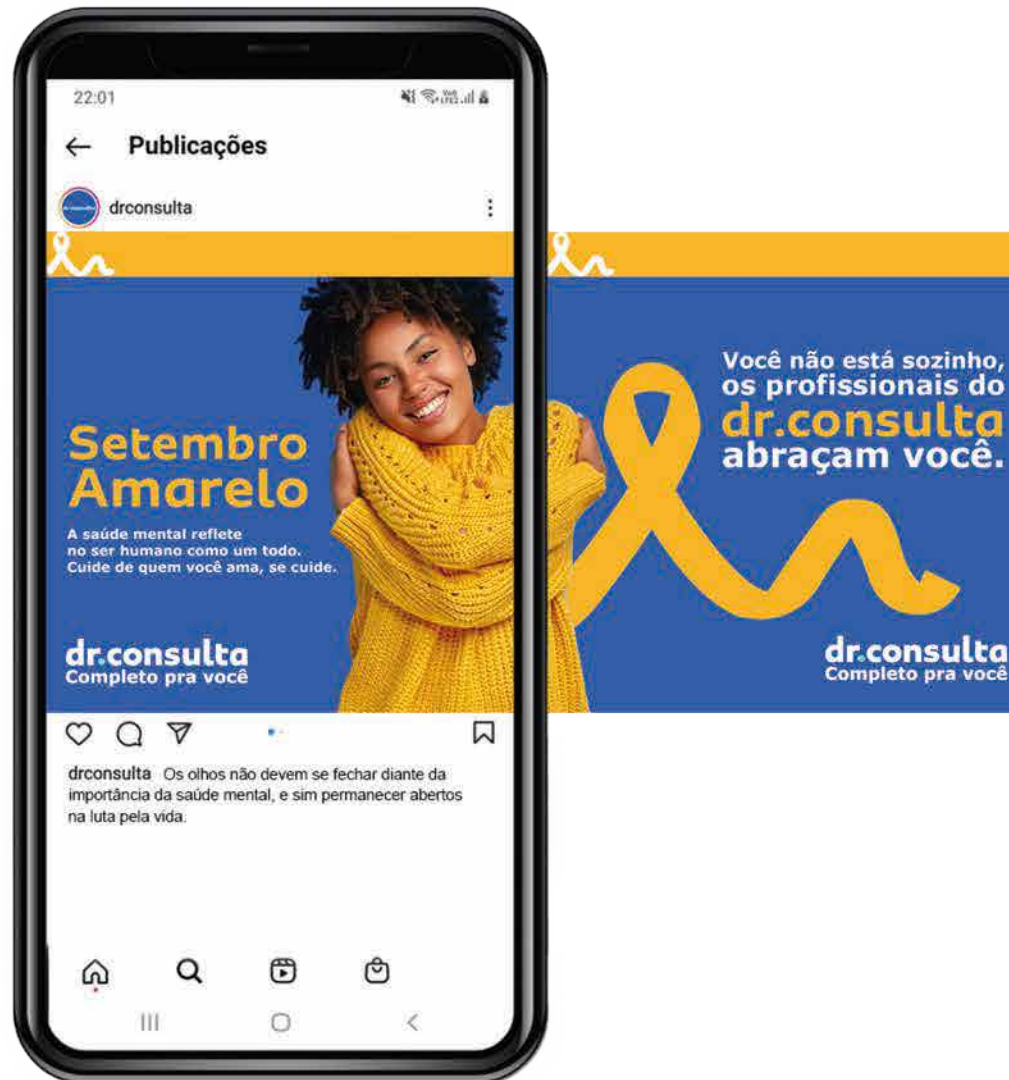 22:01
Publicações
drconsulta
Setembro
Amarelo
A saúde mental reflete
no ser humano como um todo.
Cuide de quem você ama, se cuide.
dr.consulta
Completo pra você
drconsulta Os olhos não devem se fechar diante da
importância da saúde mental, e sim permanecer abertos
na luta pela vida.
Você não está sozinho,
os profissionais do
dr.consulta
abraçam você.
dr.consulta
Completo pra você